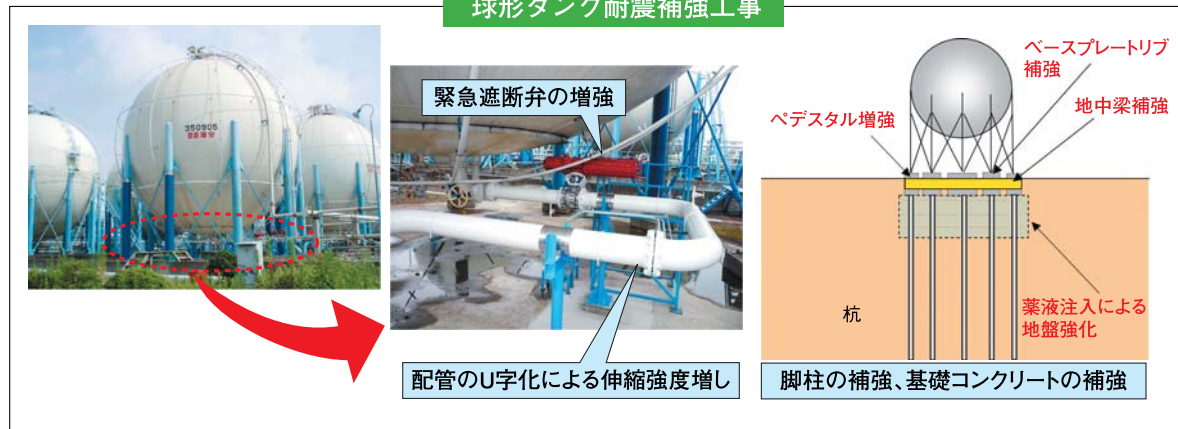 球形タンク耐震補強工事
350905
緊急遮断弁の増強
配管のU字化による伸縮強度増し
ベースプレートリブ
補強
ペデスタル増強
地中梁補強
杭
薬液注入による
地盤強化
脚柱の補強、基礎コンクリートの補強